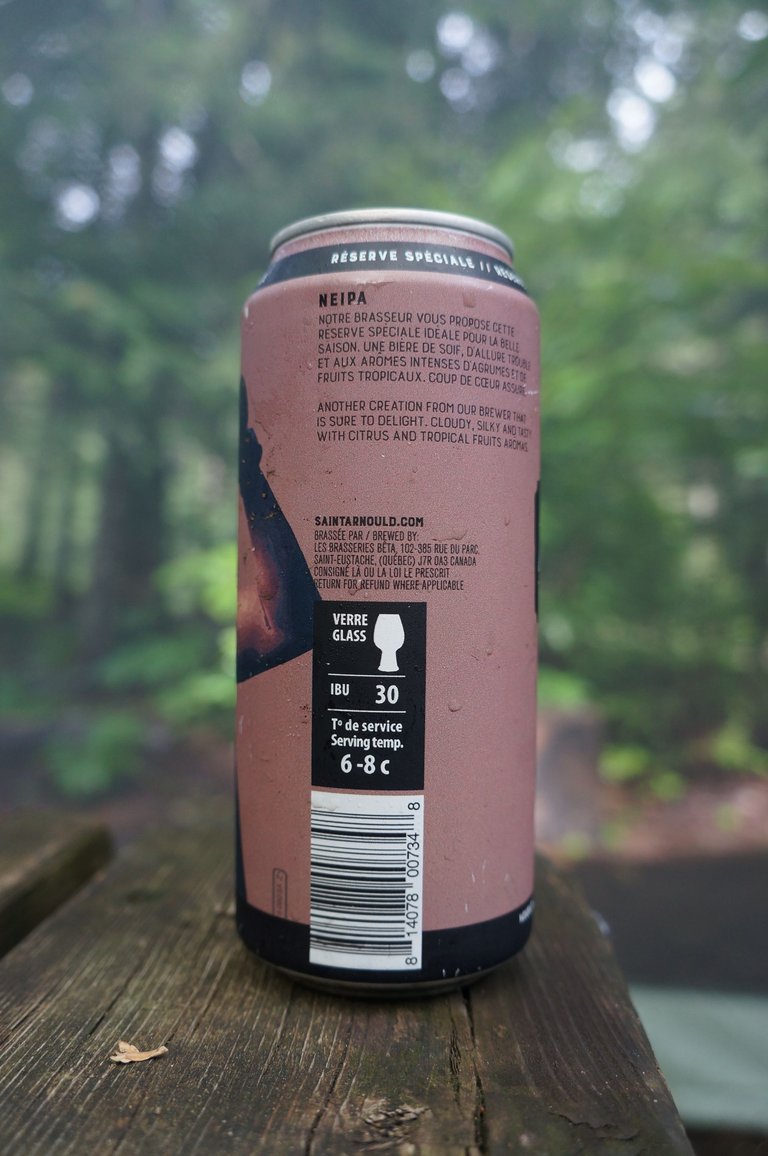 RÉSERVE SPÉCIALE //
NEIPA
NOTRE BRASSEUR VOUS PROPOSE CETTE
RÉSERVE SPÉCIALE IDÉALE POUR LA BELLE
SAISON. UNE BIÈRE DE SOIF, D'ALLURE TROUBLE
ET AUX ARÔMES INTENSES D'AGRUMES ET DE
FRUITS TROPICAUX. COUP DE CŒUR ASSURÉ.
ANOTHER CREATION FROM OUR BREWER THAT
IS SURE TO DELIGHT. CLOUDY, SILKY AND TASTY
WITH CITRUS AND TROPICAL FRUITS AROMAS.
SAINTARNOULD.COM
BRASSÉE PAR / BREWED BY:
LES BRASSERIES BÊTA, 102-385 RUE DU PARC,
SAINT-EUSTACHE, (QUÉBEC) J7R 0A3 CANADA
CONSIGNÉ LÀ OU LA LOI LE PRESCRIT
RETURN FOR REFUND WHERE APPLICABLE
VERRE
GLASS
IBU 30
Tº de service
Serving temp.
6 -8 c
8 14078 00734 8